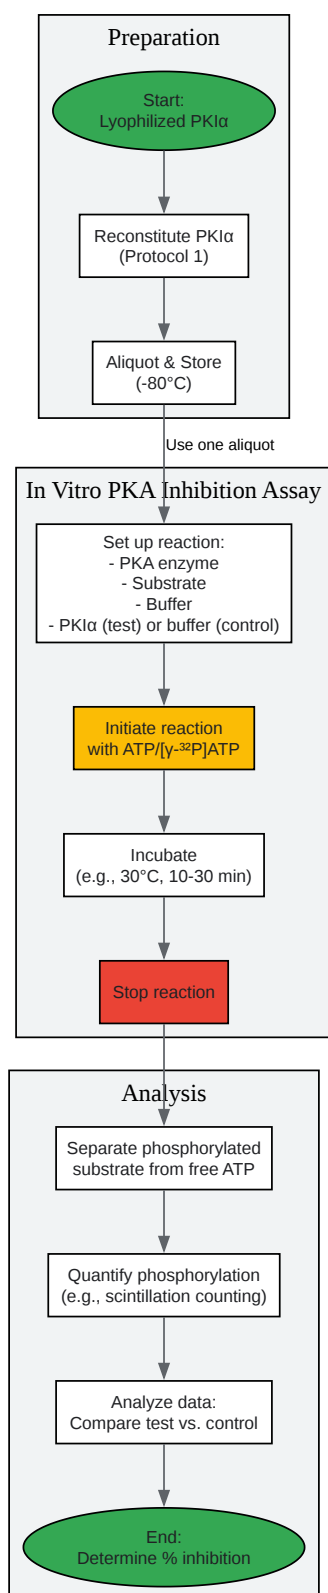 Preparation
Start:
Lyophilized PKIα
Reconstitute PKIα
(Protocol 1)
Aliquot & Store
(-80°C)
Use one aliquot
In Vitro PKA Inhibition Assay
Set up reaction:
- PKA enzyme
- Substrate
- Buffer
- PKIα (test) or buffer (control)
Initiate reaction
with ATP/[γ-³²P]ATP
Incubate
(e.g., 30°C, 10-30 min)
Stop reaction
Analysis
Separate phosphorylated
substrate from free ATP
Quantify phosphorylation
(e.g., scintillation counting)
Analyze data:
Compare test vs. control
End:
Determine % inhibition